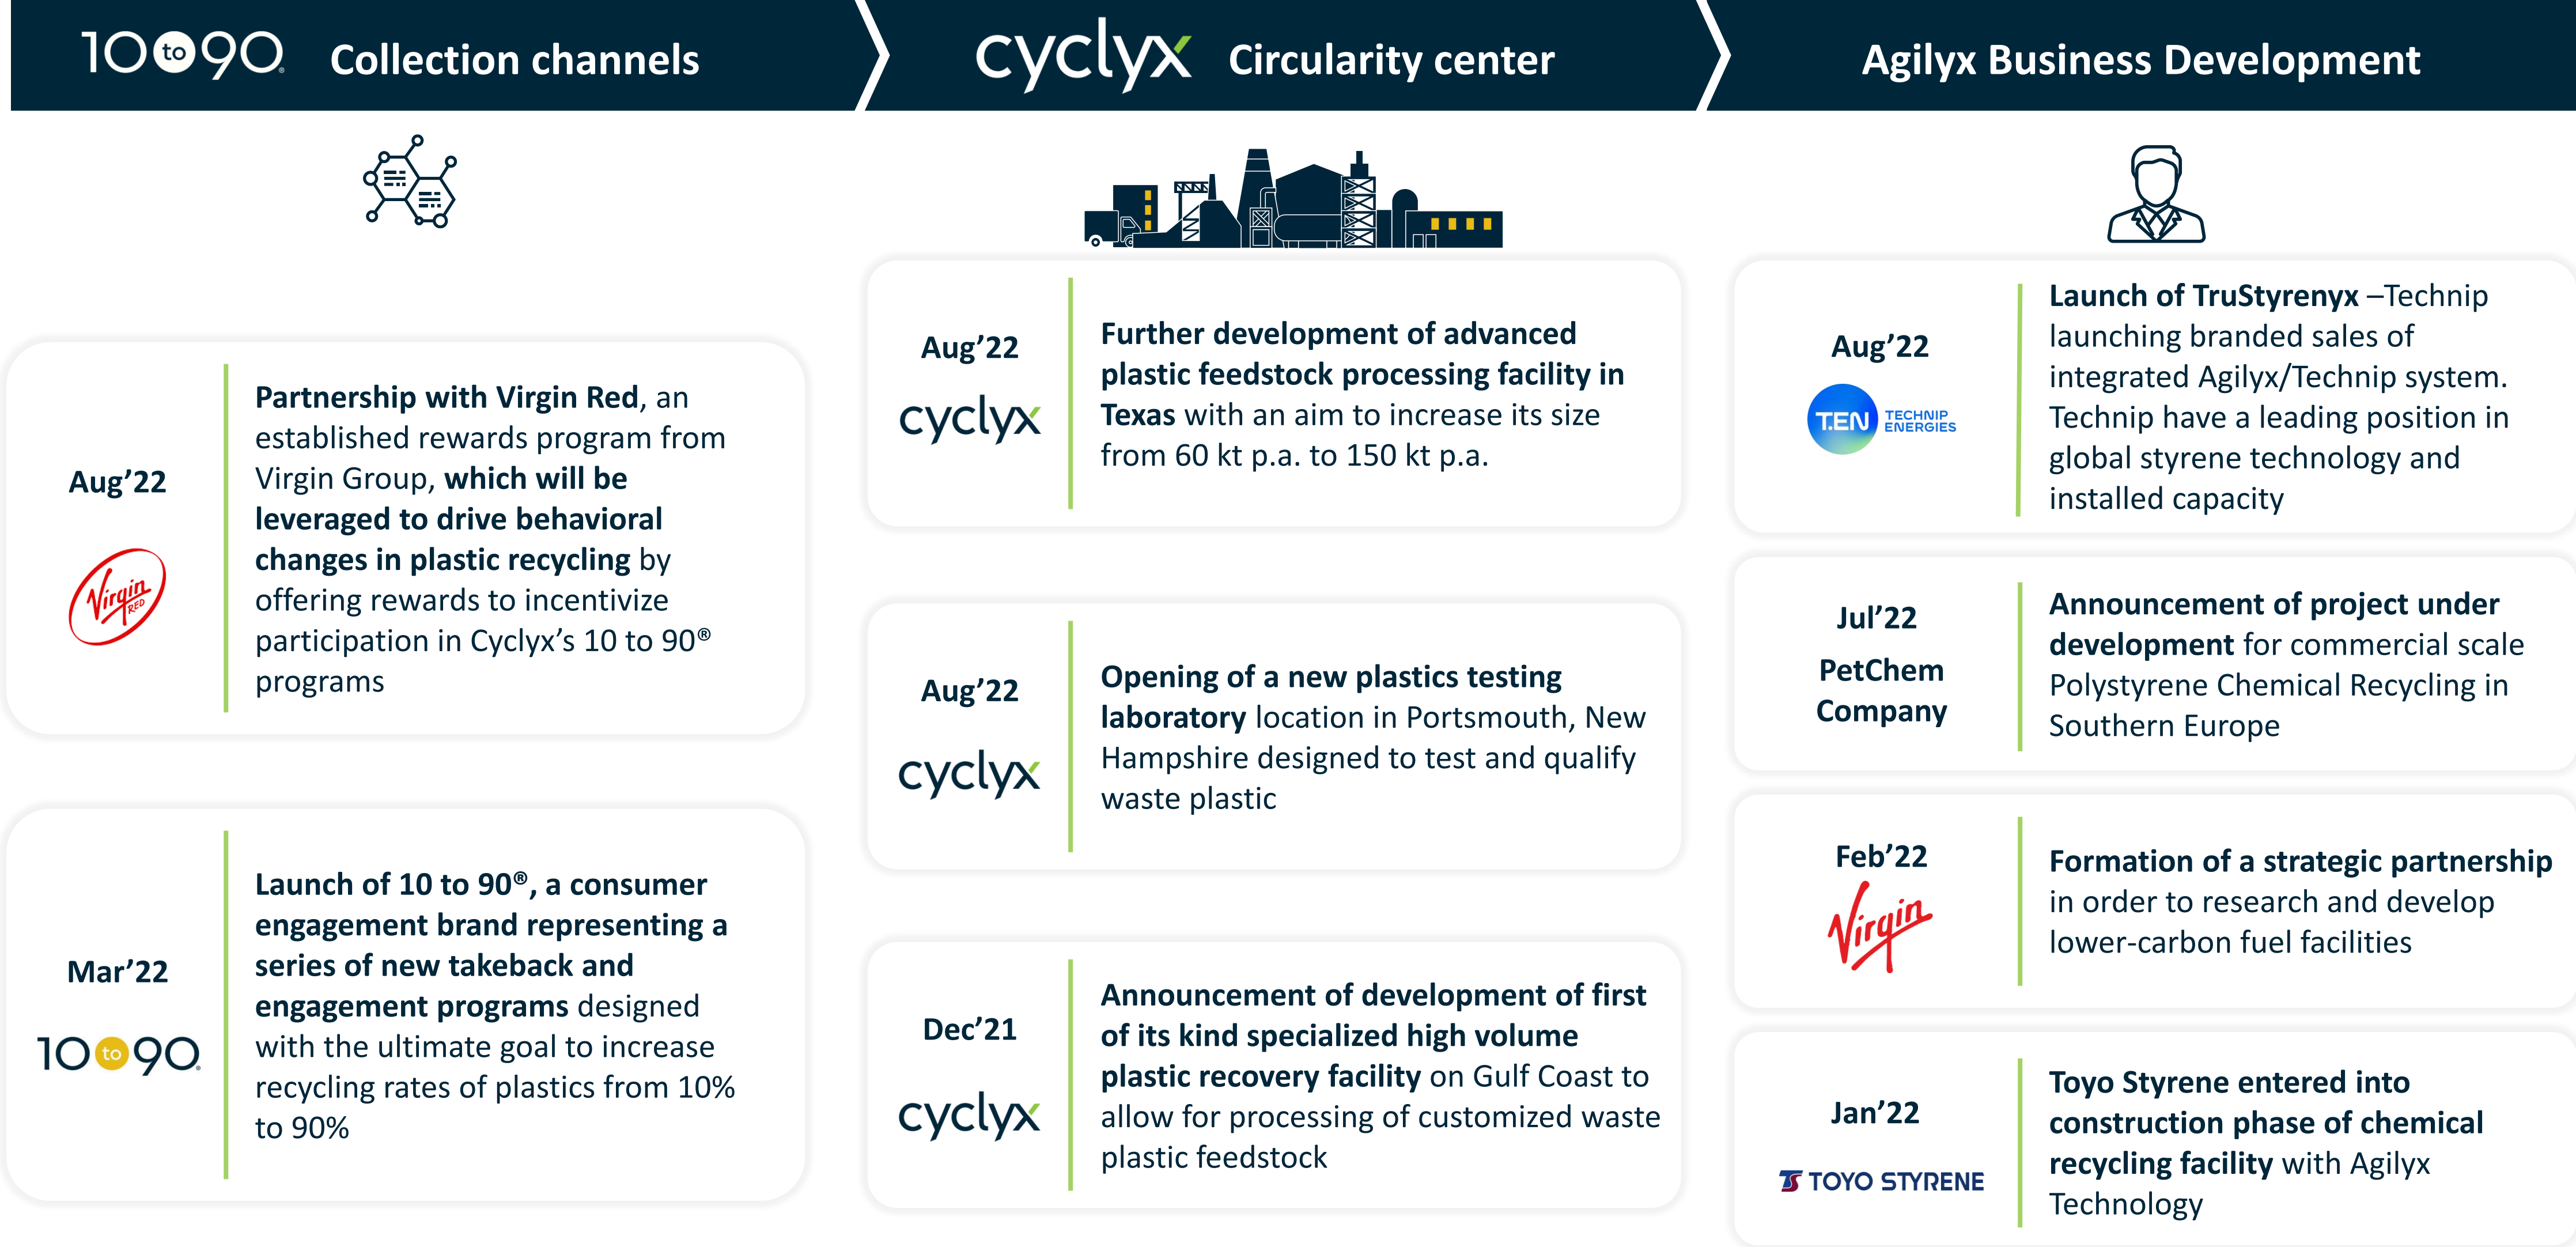 10 to 90® Collection channels
cyclyx Circularity center
Agilyx Business Development
Aug’22
Virgin
RED
Partnership with Virgin Red, an
established rewards program from
Virgin Group, which will be
leveraged to drive behavioral
changes in plastic recycling by
offering rewards to incentivize
participation in Cyclyx’s 10 to 90®
programs
Mar’22
10 to 90®
Launch of 10 to 90®, a consumer
engagement brand representing a
series of new takeback and
engagement programs designed
with the ultimate goal to increase
recycling rates of plastics from 10%
to 90%
Aug’22
cyclyx
Further development of advanced
plastic feedstock processing facility in
Texas with an aim to increase its size
from 60 kt p.a. to 150 kt p.a.
Aug’22
cyclyx
Opening of a new plastics testing
laboratory location in Portsmouth, New
Hampshire designed to test and qualify
waste plastic
Dec’21
cyclyx
Announcement of development of first
of its kind specialized high volume
plastic recovery facility on Gulf Coast to
allow for processing of customized waste
plastic feedstock
Aug’22
T.EN TECHNIP
ENERGIES
Launch of TruStyrenyx –Technip
launching branded sales of
integrated Agilyx/Technip system.
Technip have a leading position in
global styrene technology and
installed capacity
Jul’22
PetChem
Company
Announcement of project under
development for commercial scale
Polystyrene Chemical Recycling in
Southern Europe
Feb’22
Virgin
Formation of a strategic partnership
in order to research and develop
lower-carbon fuel facilities
Jan’22
TS TOYO STYRENE
Toyo Styrene entered into
construction phase of chemical
recycling facility with Agilyx
Technology